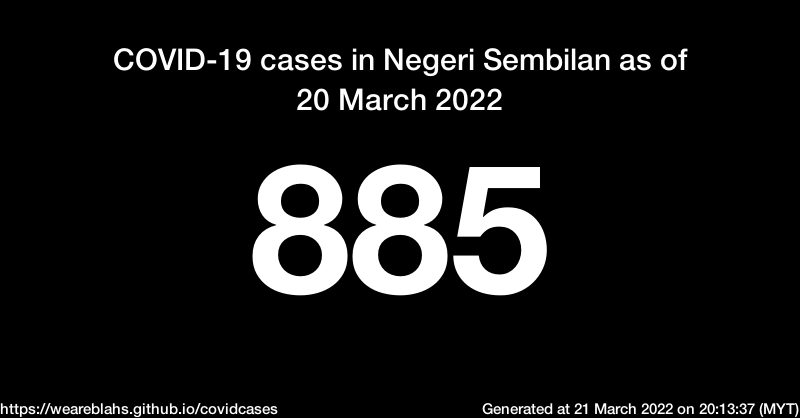 COVID-19 cases in Negeri Sembilan as of
20 March 2022
885
https://weareblahs.github.io/covidcases
Generated at 21 March 2022 on 20:13:37 (MYT)